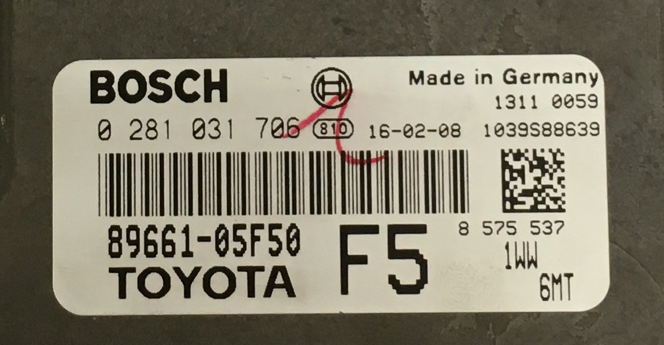 BOSCH
Made in Germany
1311 0059
0 281 031 706 810 16-02-08 1039S88639
8 575 537
89661-05F50
F5
1WW
TOYOTA
6MT